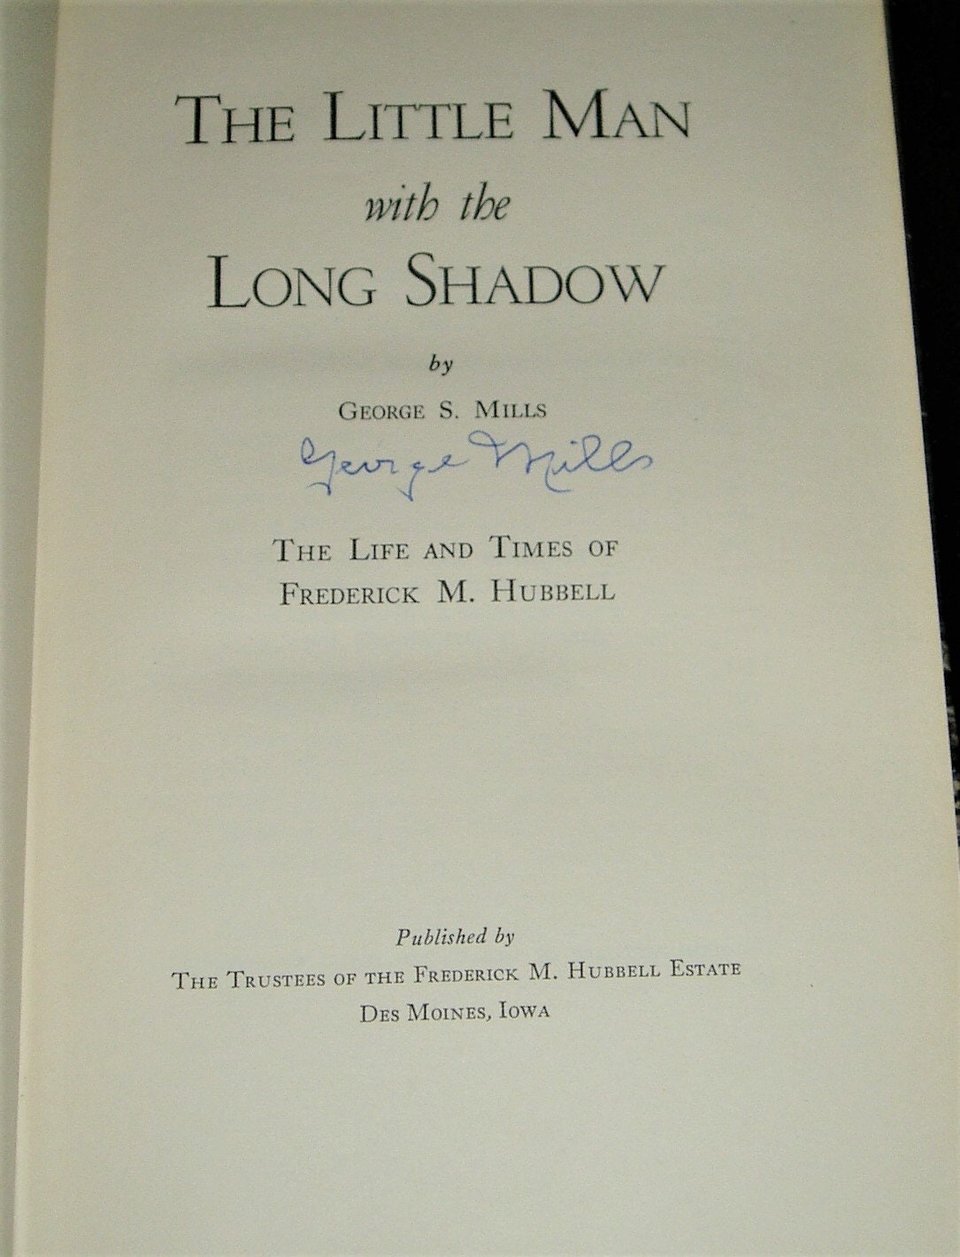 THE LITTLE MAN
with the
LONG SHADOW
by
GEORGE S. MILLS
George Mills
THE LIFE AND TIMES OF
FREDERICK M. HUBBELL
Published by
THE TRUSTEES OF THE FREDERICK M. HUBBELL ESTATE
DES MOINES, IOWA